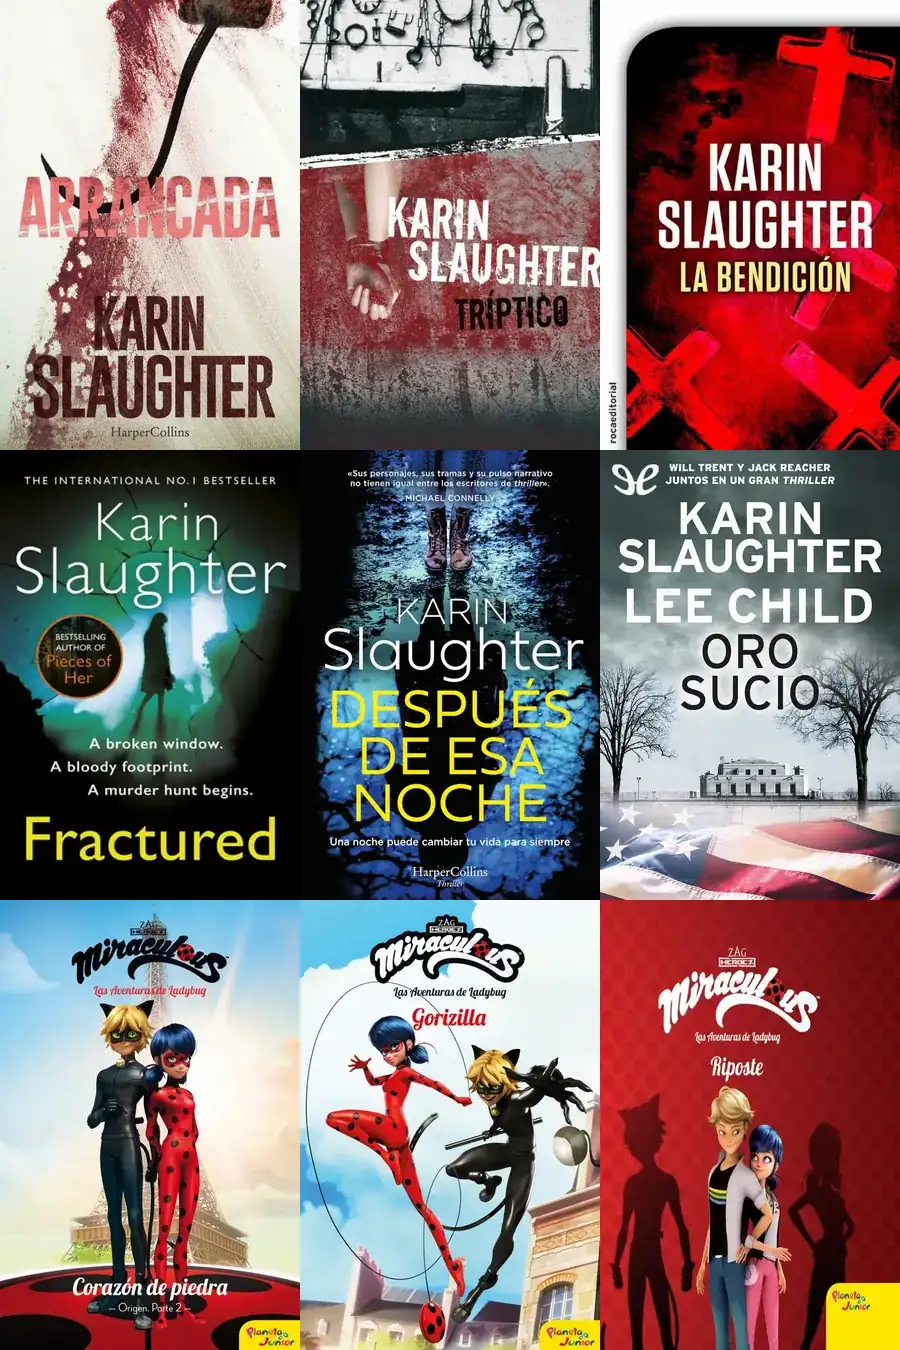 ARRANCADA
KARIN
SLAUGHTER
HarperCollins
KARIN
SLAUGHTER
TRÍPTICO
KARIN
SLAUGHTER
LA BENDICIÓN
rocaeditorial
THE INTERNATIONAL NO.1 BESTSELLER
Karin
Slaughter
BESTSELLING
AUTHOR OF
Pieces of
Her
A broken window.
A bloody footprint.
A murder hunt begins.
Fractured
«Sus personajes, sus tramas y su pulso narrativo
no tienen igual entre los escritores de thriller».
MICHAEL CONNELLY
KARIN
Slaughter
DESPUÉS
DE ESA
NOCHE
Una noche puede cambiar tu vida para siempre
HarperCollins
Thriller
WILL TRENT Y JACK REACHER
JUNTOS EN UN GRAN THRILLER
KARIN
SLAUGHTER
LEE CHILD
ORO
SUCIO
ZAG
HEROEZ
Miraculous
Las Aventuras de Ladybug
Corazón de piedra
– Origen. Parte 2 –
Planeta
Junior
ZAG
HEROEZ
Miraculous
Las Aventuras de Ladybug
Gorizilla
Planeta
Junior
ZAG
HEROEZ
Miraculous
Las Aventuras de Ladybug
Riposte
Planeta
Junior